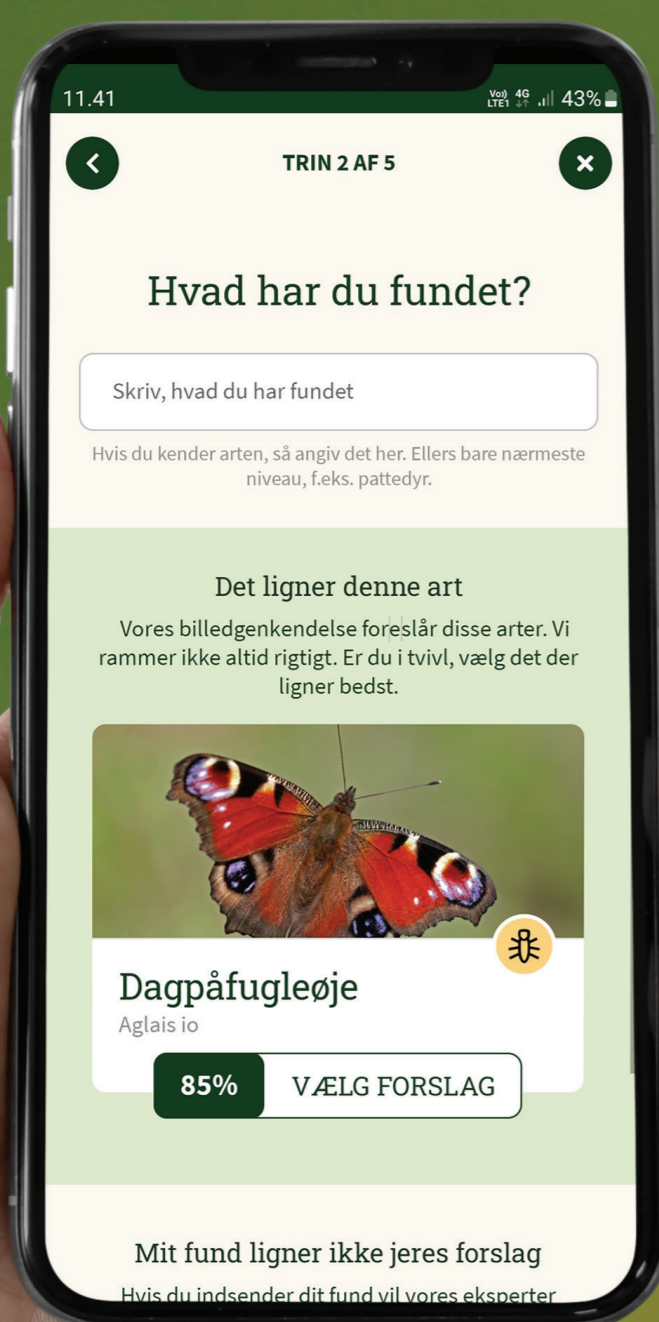 11.41
Vo)) 4G
LTE1 43%
TRIN 2 AF 5
Hvad har du fundet?
Skriv, hvad du har fundet
Hvis du kender arten, så angiv det her. Ellers bare nærmeste
niveau, f.eks. pattedyr.
Det ligner denne art
Vores billedgenkendelse foreslår disse arter. Vi
rammer ikke altid rigtigt. Er du i tvivl, vælg det der
ligner bedst.
Dagpåfugleøje
Aglais io
85% VÆLG FORSLAG
Mit fund ligner ikke jeres forslag
Hvis du indsender dit fund vil vores eksperter